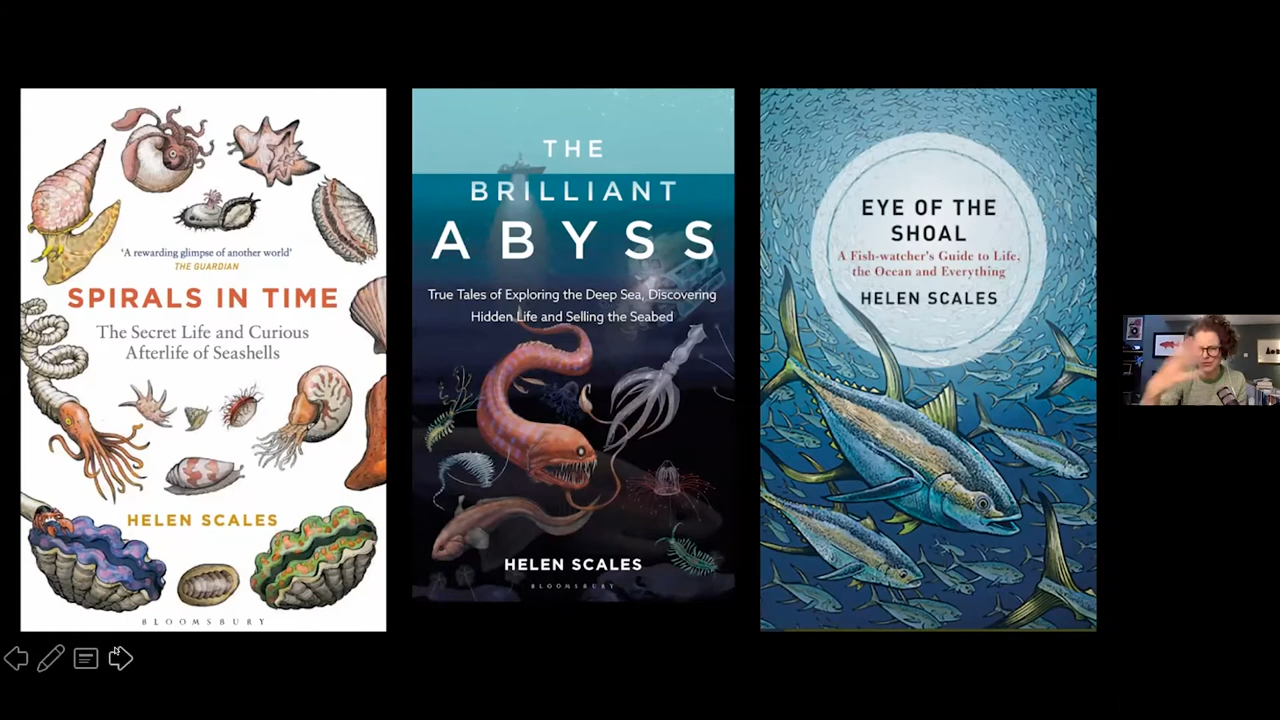 'A rewarding glimpse of another world'
THE GUARDIAN
SPIRALS IN TIME
The Secret Life and Curious
Afterlife of Seashells
HELEN SCALES
BLOOMSBURY
THE
BRILLIANT
ABYSS
True Tales of Exploring the Deep Sea, Discovering
Hidden Life and Selling the Seabed
HELEN SCALES
BLOOMSBURY
EYE OF THE
SHOAL
A Fish-watcher's Guide to Life,
the Ocean and Everything
HELEN SCALES